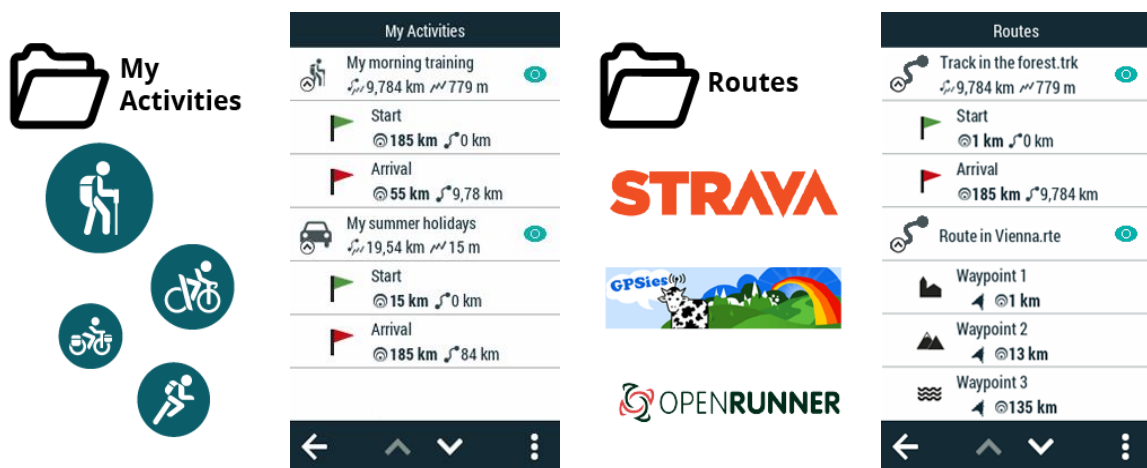 My
Activities
My Activities
My morning training
9,784 km 779 m
Start
185 km 0 km
Arrival
55 km 9,78 km
My summer holidays
19,54 km 15 m
Start
15 km 0 km
Arrival
185 km 84 km
Routes
STRAVA
GPSies
OPENRUNNER
Routes
Track in the forest.trk
9,784 km 779 m
Start
1 km 0 km
Arrival
185 km 9,784 km
Route in Vienna.rte
Waypoint 1
1 km
Waypoint 2
13 km
Waypoint 3
135 km